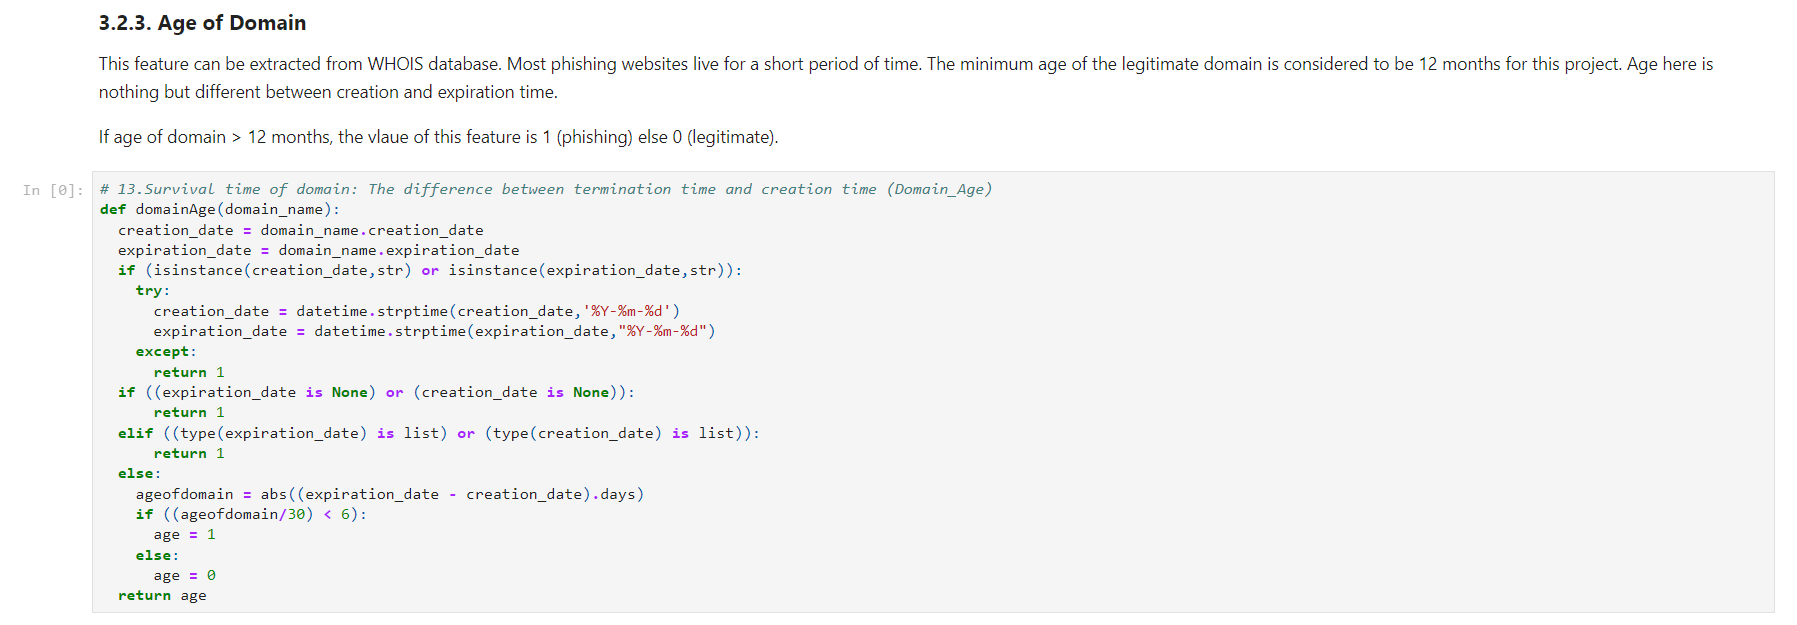 3.2.3. Age of Domain
This feature can be extracted from WHOIS database. Most phishing websites live for a short period of time. The minimum age of the legitimate domain is considered to be 12 months for this project. Age here is
nothing but different between creation and expiration time.
If age of domain > 12 months, the vlaue of this feature is 1 (phishing) else 0 (legitimate).
In [0]: # 13.Survival time of domain: The difference between termination time and creation time (Domain_Age)
def domainAge(domain_name):
  creation_date = domain_name.creation_date
  expiration_date = domain_name.expiration_date
  if (isinstance(creation_date,str) or isinstance(expiration_date,str)):
    try:
      creation_date = datetime.strptime(creation_date,'%Y-%m-%d')
      expiration_date = datetime.strptime(expiration_date,"%Y-%m-%d")
    except:
      return 1
  if ((expiration_date is None) or (creation_date is None)):
      return 1
  elif ((type(expiration_date) is list) or (type(creation_date) is list)):
      return 1
  else:
    ageofdomain = abs((expiration_date - creation_date).days)
    if ((ageofdomain/30) < 6):
      age = 1
    else:
      age = 0
  return age